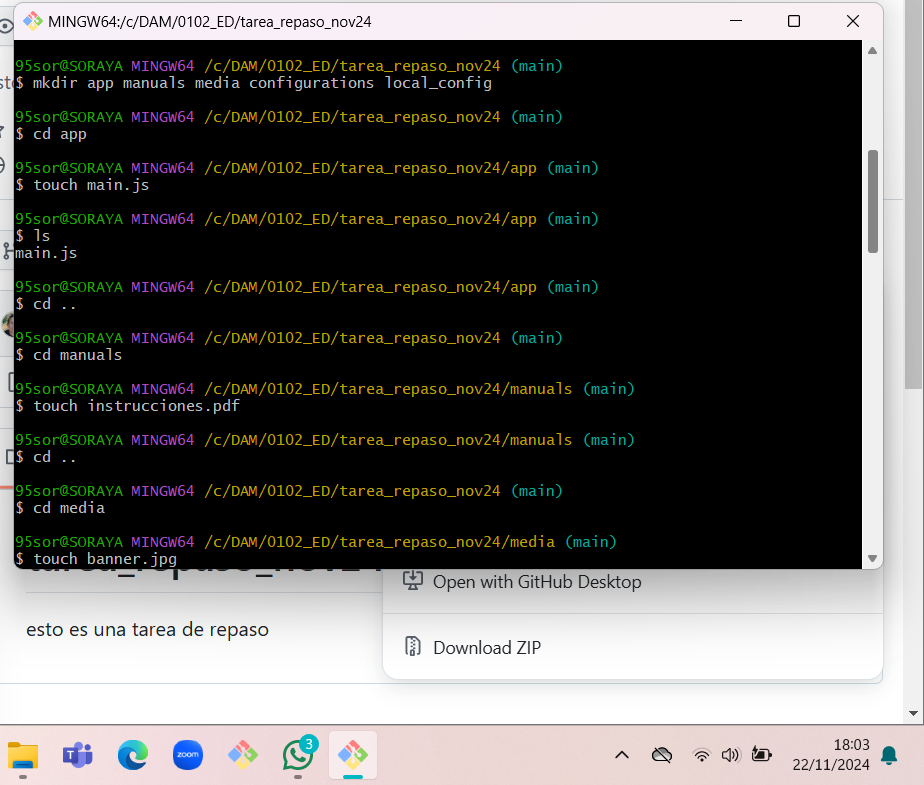 MINGW64:/c/DAM/0102_ED/tarea_repaso_nov24
95sor@SORAYA MINGW64 /c/DAM/0102_ED/tarea_repaso_nov24 (main)
$ mkdir app manuals media configurations local_config
95sor@SORAYA MINGW64 /c/DAM/0102_ED/tarea_repaso_nov24 (main)
$ cd app
95sor@SORAYA MINGW64 /c/DAM/0102_ED/tarea_repaso_nov24/app (main)
$ touch main.js
95sor@SORAYA MINGW64 /c/DAM/0102_ED/tarea_repaso_nov24/app (main)
$ ls
main.js
95sor@SORAYA MINGW64 /c/DAM/0102_ED/tarea_repaso_nov24/app (main)
$ cd ..
95sor@SORAYA MINGW64 /c/DAM/0102_ED/tarea_repaso_nov24 (main)
$ cd manuals
95sor@SORAYA MINGW64 /c/DAM/0102_ED/tarea_repaso_nov24/manuals (main)
$ touch instrucciones.pdf
95sor@SORAYA MINGW64 /c/DAM/0102_ED/tarea_repaso_nov24/manuals (main)
$ cd ..
95sor@SORAYA MINGW64 /c/DAM/0102_ED/tarea_repaso_nov24 (main)
$ cd media
95sor@SORAYA MINGW64 /c/DAM/0102_ED/tarea_repaso_nov24/media (main)
$ touch banner.jpg
Open with GitHub Desktop
esto es una tarea de repaso
Download ZIP
zoom
3
18:03
22/11/2024